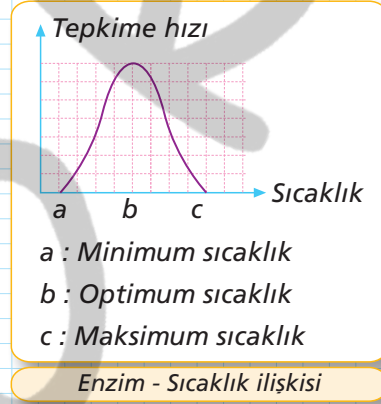 Tepkime hızı
Sıcaklık
a b c
a : Minimum sıcaklık
b : Optimum sıcaklık
c : Maksimum sıcaklık
Enzim - Sıcaklık ilişkisi